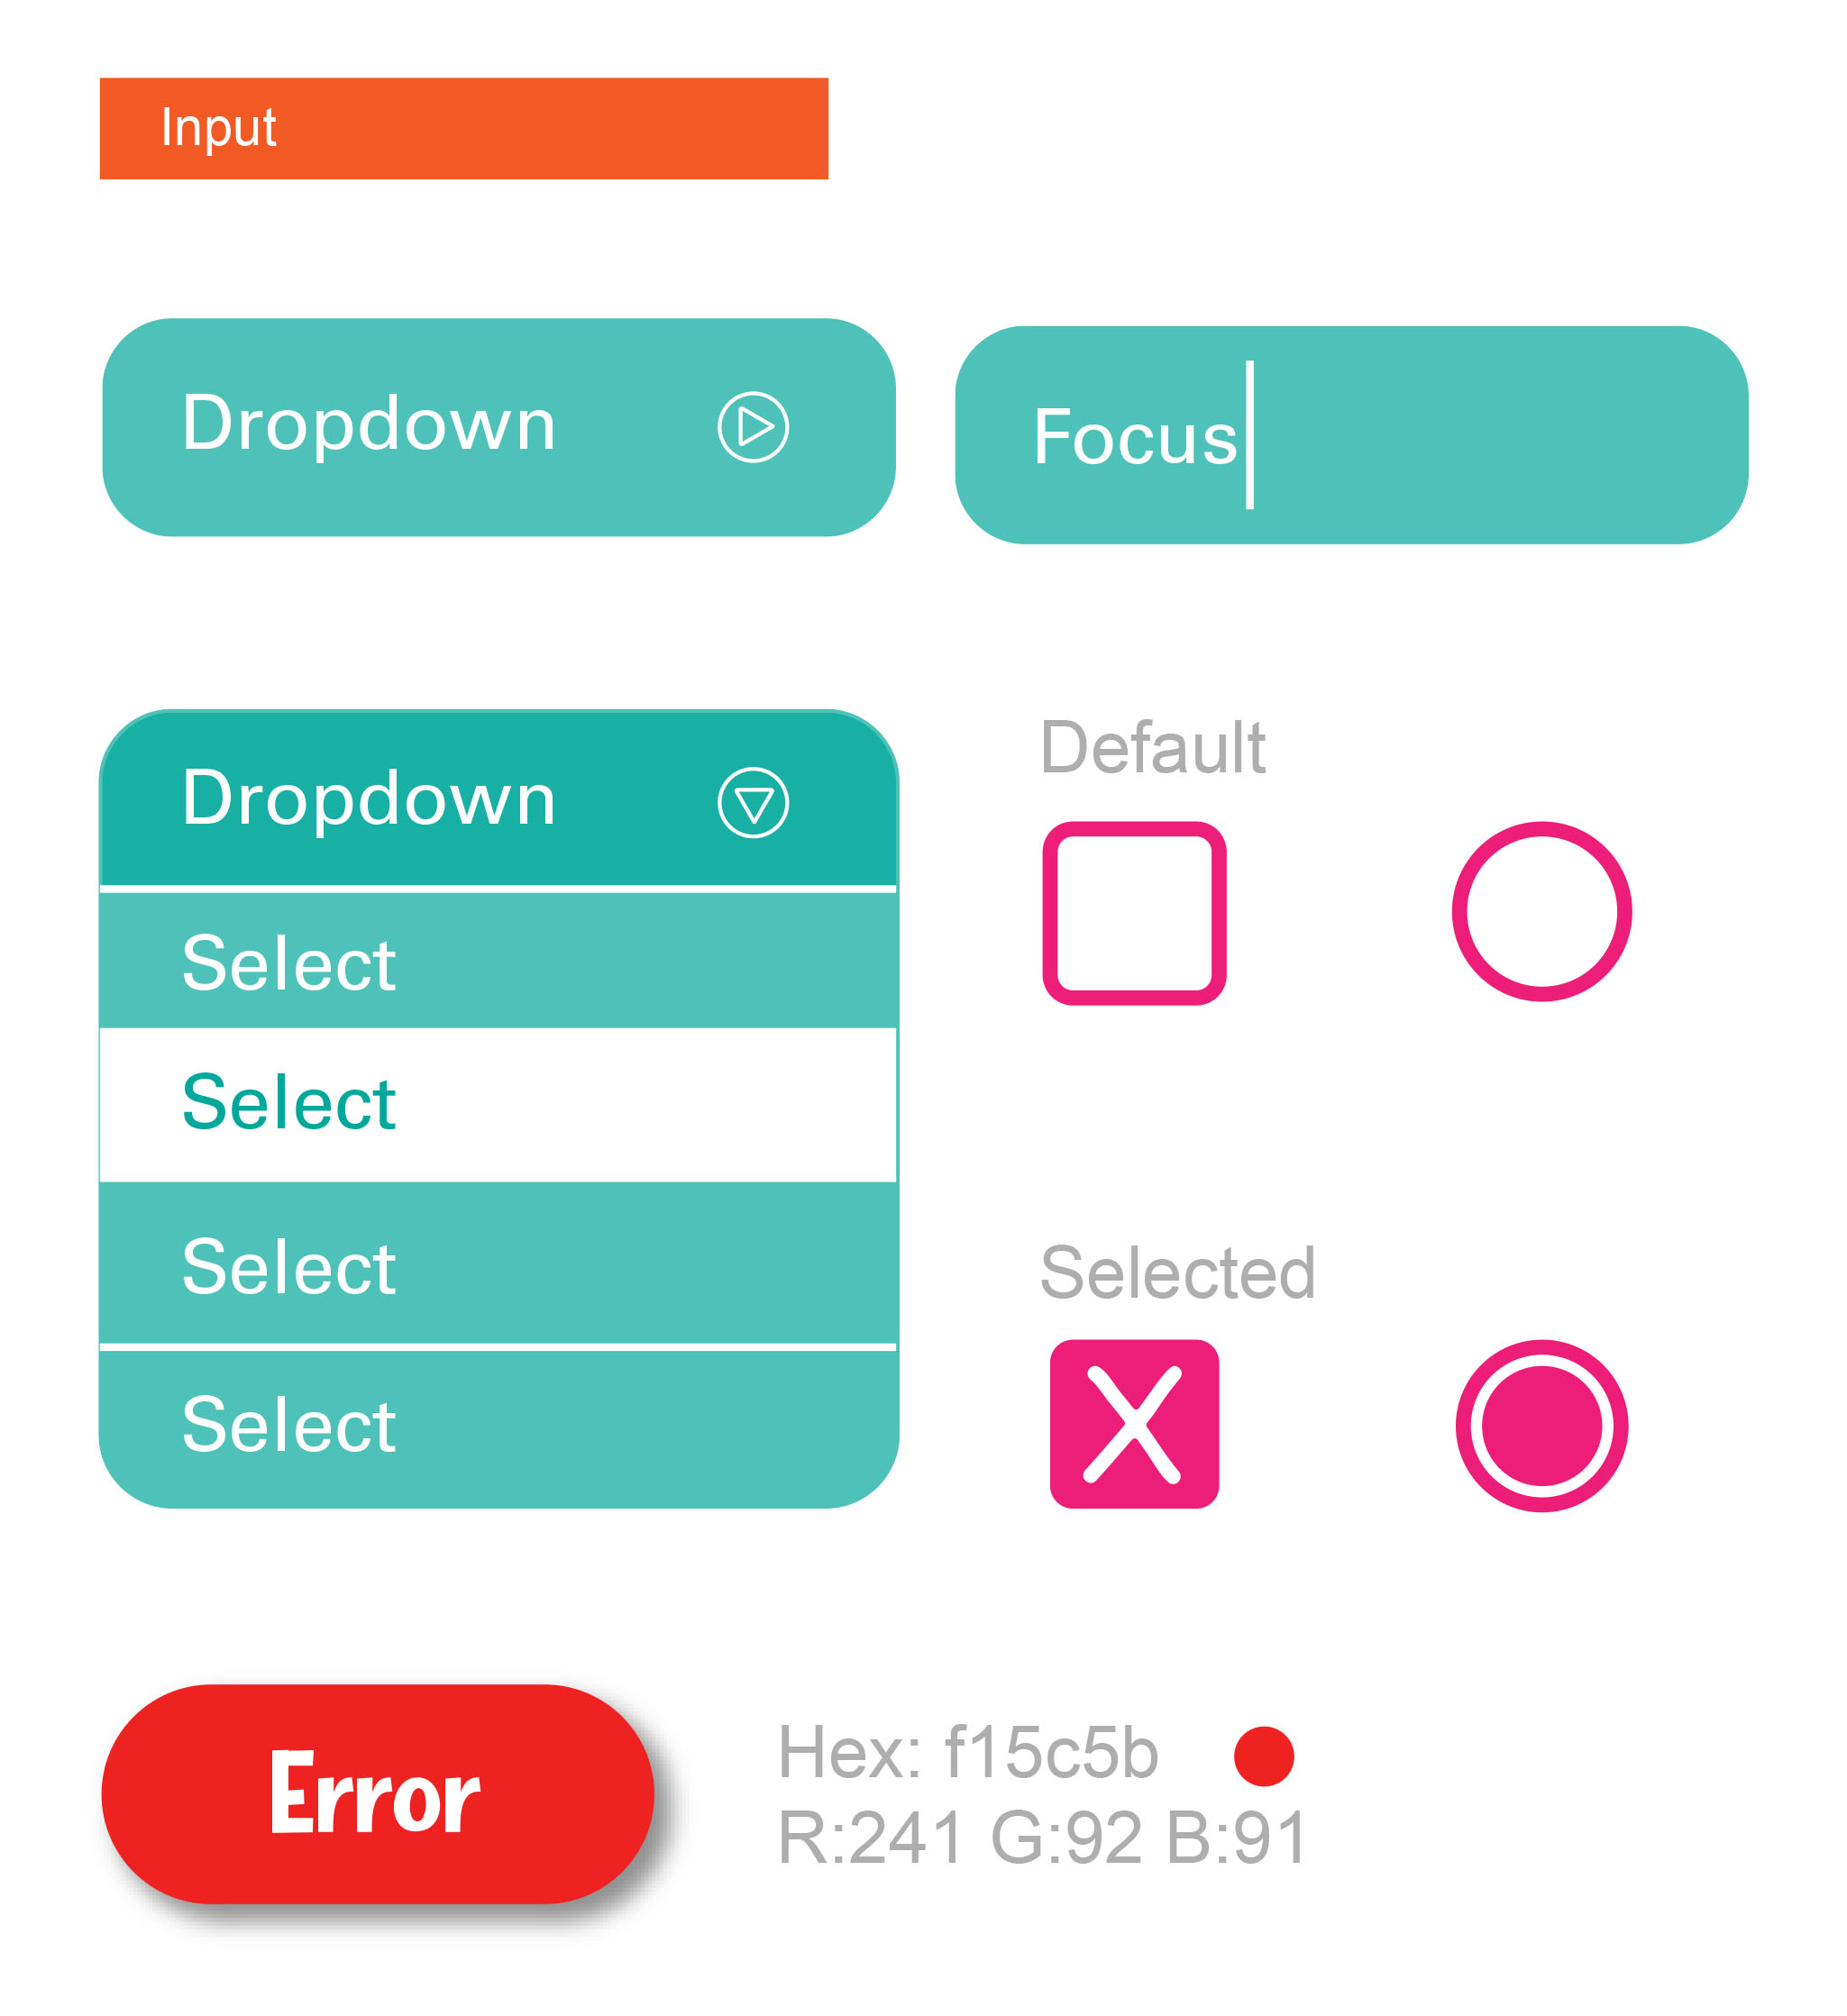 Input
Dropdown
Focus
Dropdown
Select
Select
Select
Select
Default
Selected
Error
Hex: f15c5b
R:241 G:92 B:91